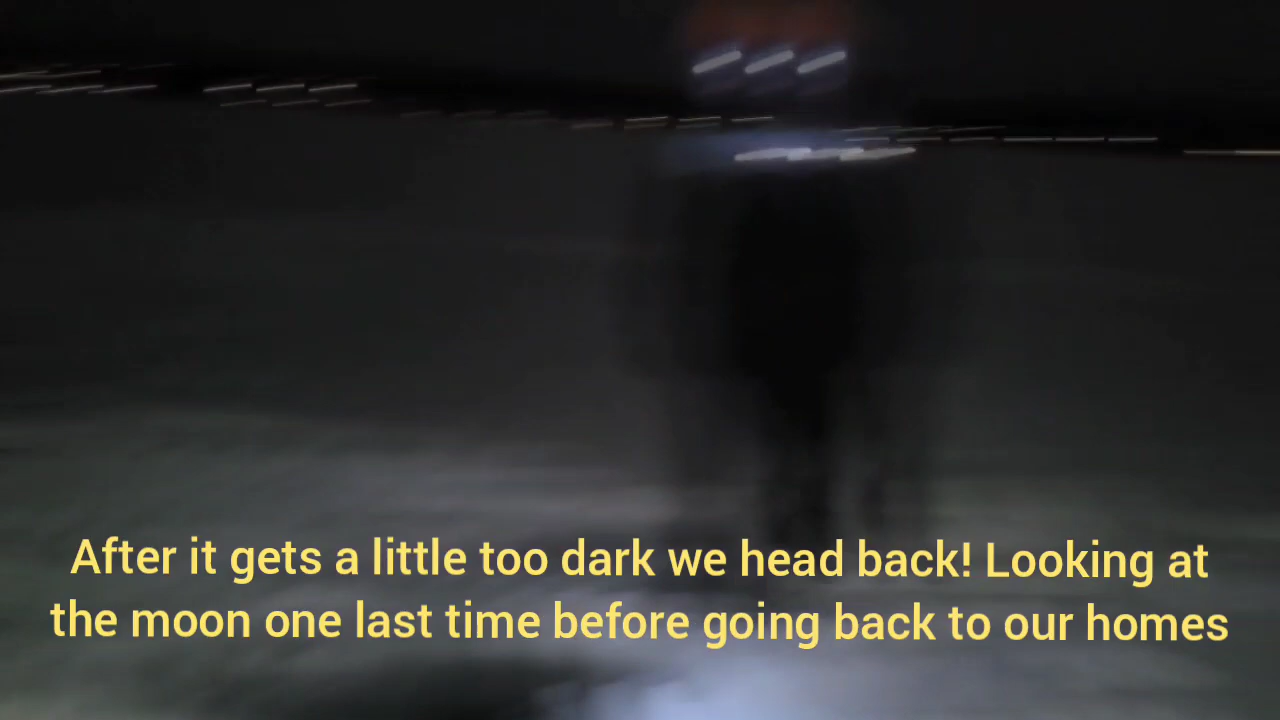 After it gets a little too dark we head back! Looking at
the moon one last time before going back to our homes